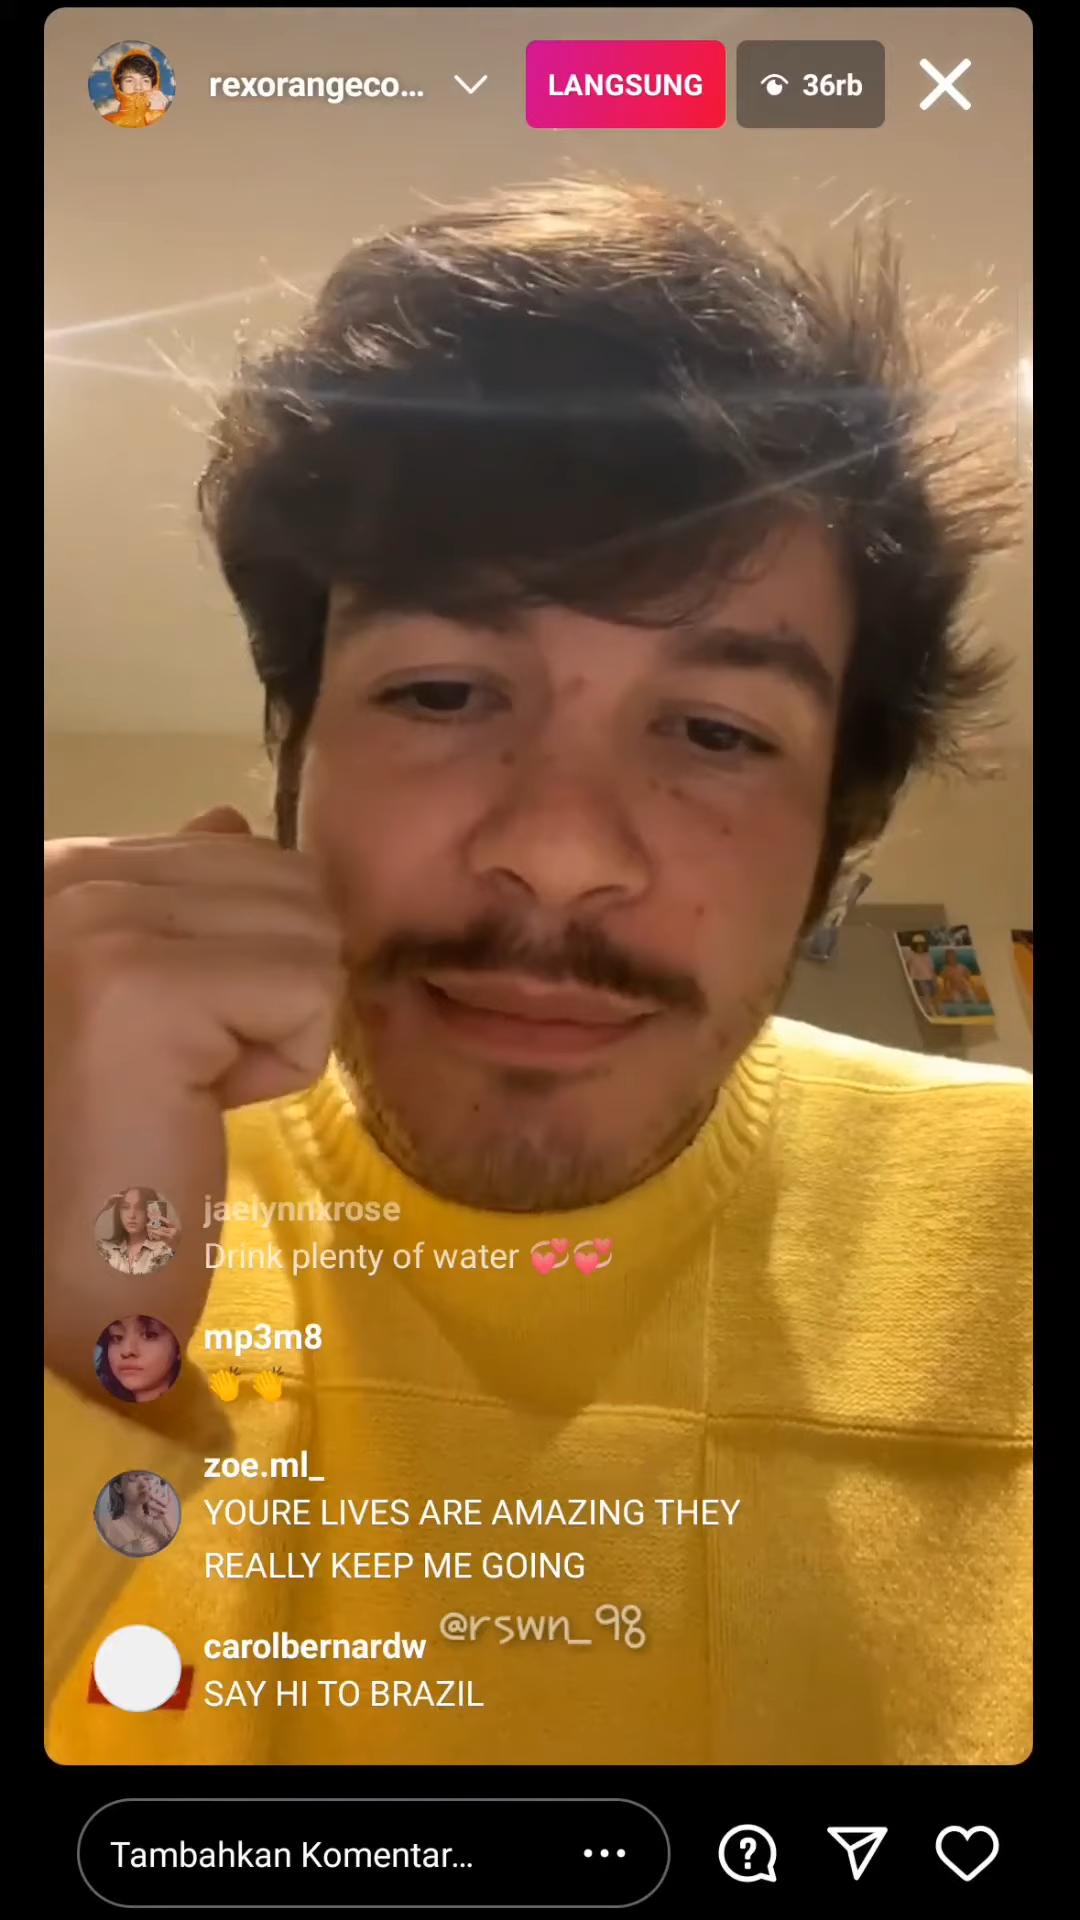 rexorangeco...
LANGSUNG
36rb
jaelynnxrose
Drink plenty of water 💞💞
mp3m8
👏👏
zoe.ml_
YOURE LIVES ARE AMAZING THEY
REALLY KEEP ME GOING
@rswn_98
carolbernardw
SAY HI TO BRAZIL
Tambahkan Komentar...